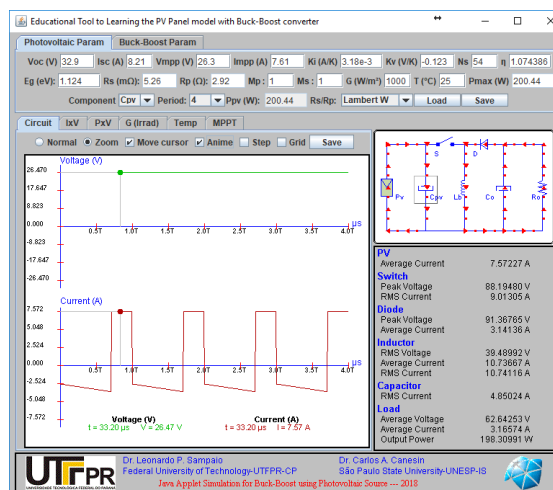 Educational Tool to Learning the PV Panel model with Buck-Boost converter
Photovoltaic Param Buck-Boost Param
Voc (V) 32.9 Isc (A) 8.21 Vmpp (V) 26.3 Impp (A) 7.61 Ki (A/K) 3.18e-3 Kv (V/K) -0.123 Ns 54 η 1.074386
Eg (eV): 1.124 Rs (mΩ): 5.26 Rp (Ω): 2.92 Mp : 1 Ms : 1 G (W/m²) 1000 T (°C) 25 Pmax (W) 200.44
Component Cpv Period: 4 Ppv (W): 200.44 Rs/Rp: Lambert W Load Save
Circuit IxV PxV G (Irrad) Temp MPPT
Normal Zoom Move cursor Anime Step Grid Save
Voltage (V)
26.470
17.647
8.823
0.000
-8.823
-17.647
-26.470
0.5T 1.0T 1.5T 2.0T 2.5T 3.0T 3.5T 4.0T µs
Current (A)
7.572
5.048
2.524
0.000
-2.524
-5.048
-7.572
0.5T 1.0T 1.5T 2.0T 2.5T 3.0T 3.5T 4.0T µs
Voltage (V) Current (A)
t = 33.20 µs V = 26.47 V t = 33.20 µs I = 7.57 A
S D
Pv Cpv Lb Co Ro
PV
Average Current 7.57227 A
Switch
Peak Voltage 88.19480 V
RMS Current 9.01305 A
Diode
Peak Voltage 91.36765 V
Average Current 3.14136 A
Inductor
RMS Voltage 39.48992 V
Average Current 10.73667 A
RMS Current 10.74116 A
Capacitor
RMS Current 4.85024 A
Load
Average Voltage 62.64253 V
Average Current 3.16574 A
Output Power 198.30991 W
UTFPR
UNIVERSIDADE TECNOLÓGICA FEDERAL DO PARANÁ
Dr. Leonardo P. Sampaio Dr. Carlos A. Canesin
Federal University of Technology-UTFPR-CP São Paulo State University-UNESP-IS
Java Applet Simulation for Buck-Boost using Photovoltaic Source --- 2018